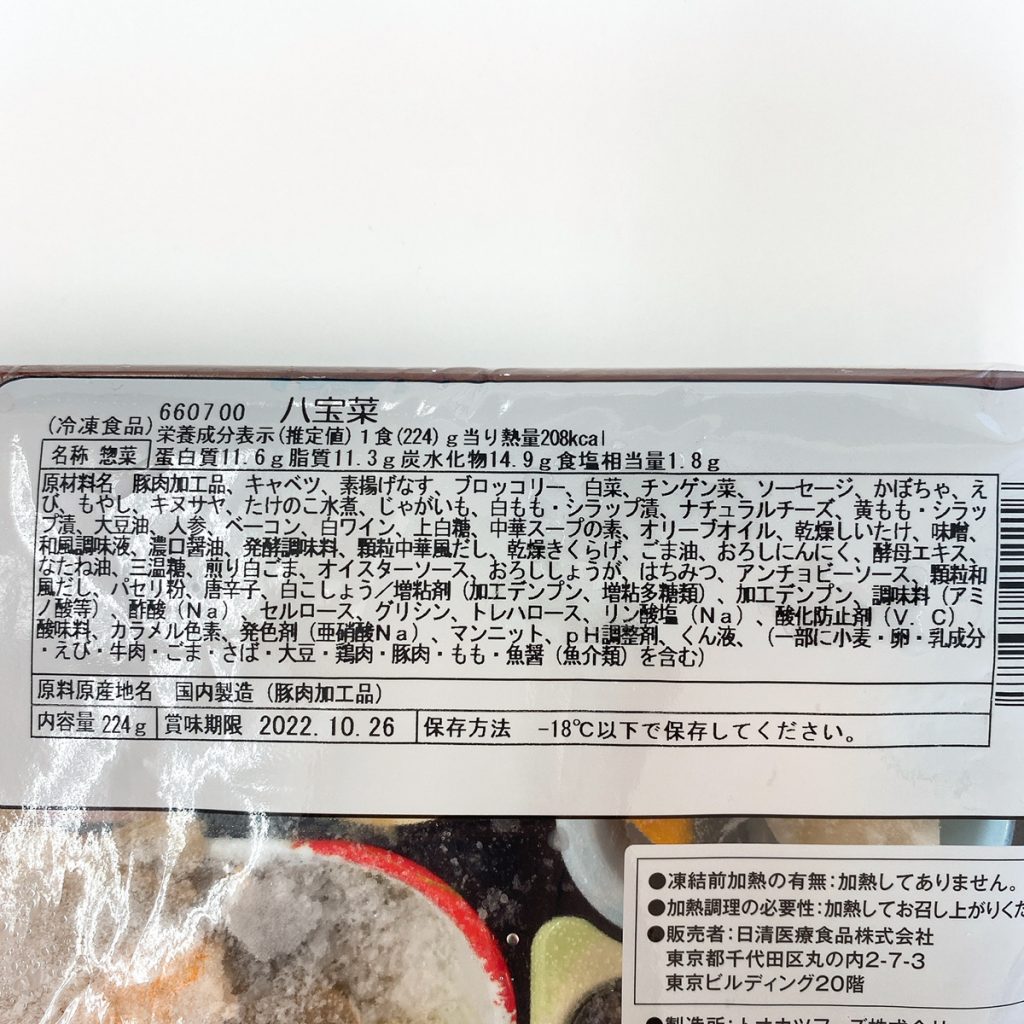 (冷凍食品) 660700 八宝菜
栄養成分表示(推定値) 1食(224)g当り熱量208kcal
名称 惣菜 蛋白質11.6g脂質11.3g炭水化物14.9g食塩相当量1.8g
原材料名 豚肉加工品、キャベツ、素揚げなす、ブロッコリー、白菜、チンゲン菜、ソーセージ、かぼちゃ、え
び、もやし、キヌサヤ、たけのこ水煮、じゃがいも、白もも・シラップ漬、ナチュラルチーズ、黄もも・シラッ
プ漬、大豆油、人参、ベーコン、白ワイン、上白糖、中華スープの素、オリーブオイル、乾燥しいたけ、味噌、
和風調味液、濃口醤油、発酵調味料、顆粒中華風だし、乾燥きくらげ、ごま油、おろしにんにく、酵母エキス、
なたね油、三温糖、煎り白ごま、オイスターソース、おろししょうが、はちみつ、アンチョビーソース、顆粒和
風だし、パセリ粉、唐辛子、白こしょう／増粘剤（加工デンプン、増粘多糖類）、加工デンプン、調味料（アミ
ノ酸等）、酢酸（Na）、セルロース、グリシン、トレハロース、リン酸塩（Na）、酸化防止剤（V．C）、
酸味料、カラメル色素、発色剤（亜硝酸Na）、マンニット、pH調整剤、くん液、（一部に小麦・卵・乳成分
・えび・牛肉・ごま・さば・大豆・鶏肉・豚肉・もも・魚醤（魚介類）を含む）
原料原産地名 国内製造（豚肉加工品）
内容量 224g 賞味期限 2022.10.26 保存方法 -18℃以下で保存してください。
●凍結前加熱の有無:加熱してありません。
●加熱調理の必要性:加熱してお召し上がりくだ
●販売者:日清医療食品株式会社
東京都千代田区丸の内2-7-3
東京ビルディング20階
●製造所:トオカツフーズ株式会社